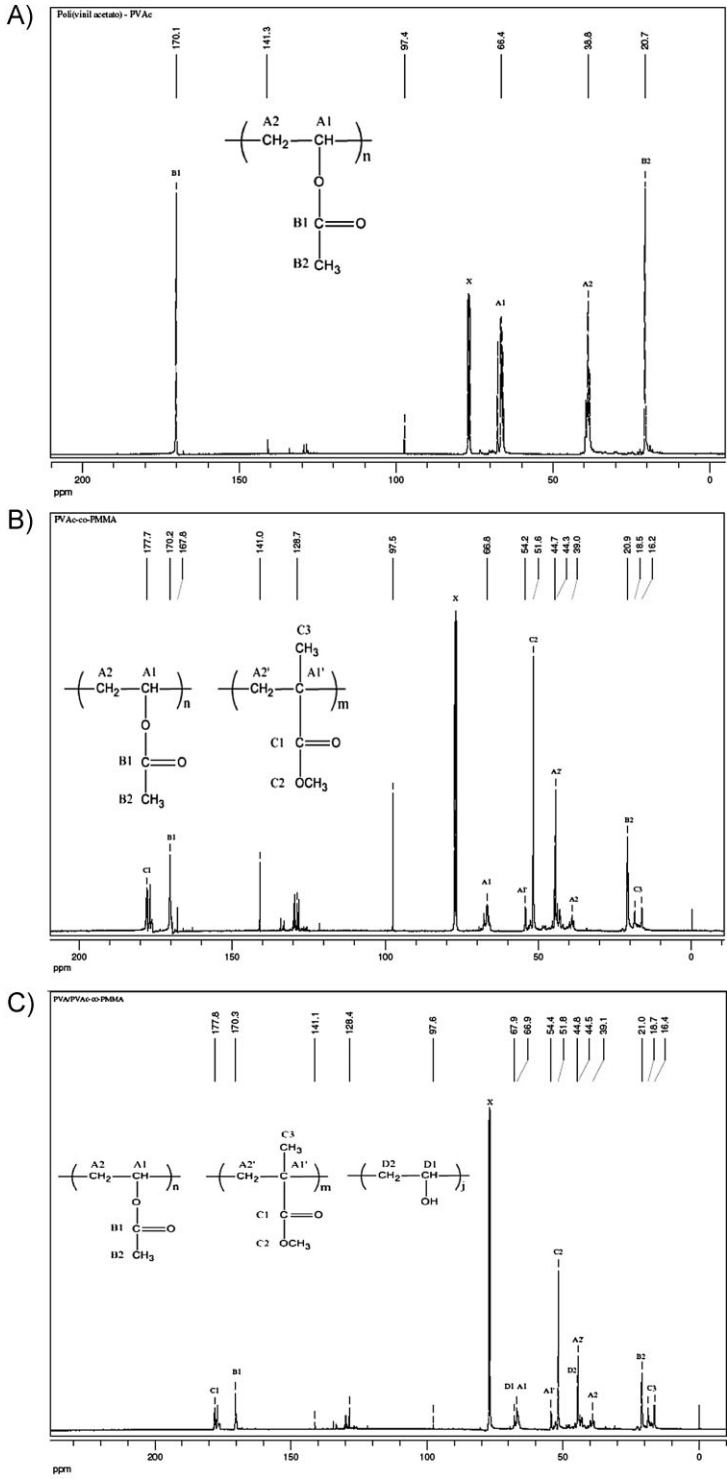 A)
Poli(vinil acetato) - PVAc
170.1 141.3 97.4 66.4 38.8 20.7
A2 A1
CH2 CH n
O
B1 C O
B2 CH3
B1 X A1 A2 B2
200 150 100 50 0
ppm
B)
PVAc-co-PMMA
177.7 170.2 167.8 141.0 128.7 97.5 66.8 54.2 51.6 44.7 44.3 39.0 20.9 18.5 16.2
C3
CH3
A2 A1 A2' A1'
CH2 CH n CH2 C m
O
B1 C O C1 C O
B2 CH3 C2 OCH3
C1 B1 X A1 A1' C2 A2' A2 B2 C3
200 150 100 50 0
ppm
C)
PVA/PVAc-co-PMMA
177.8 170.3 141.1 128.4 97.6 67.9 66.9 54.4 51.8 44.8 44.5 39.1 21.0 18.7 16.4
C3
CH3
A2 A1 A2' A1' D2 D1
CH2 CH n CH2 C m CH2 CH j
O OH
B1 C O C1 C O
B2 CH3 C2 OCH3
C1 B1 X D1 A1 A1' C2 D2 A2' A2 B2 C3
200 150 100 50 0
ppm